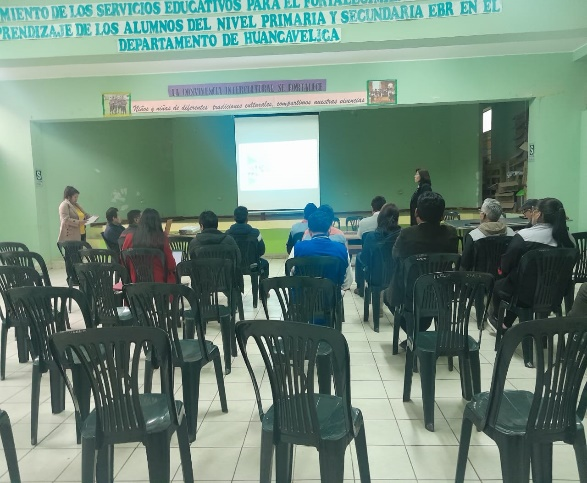 MIENTO DE LOS SERVICIOS EDUCATIVOS PARA EL
PRENDIZAJE DE LOS ALUMNOS DEL NIVEL PRIMARIA Y SECUNDARIA EBR EN EL
DEPARTAMENTO DE HUANCAVELICA
Niños y niñas de diferentes tradiciones culturales, compartimos nuestras vivencias